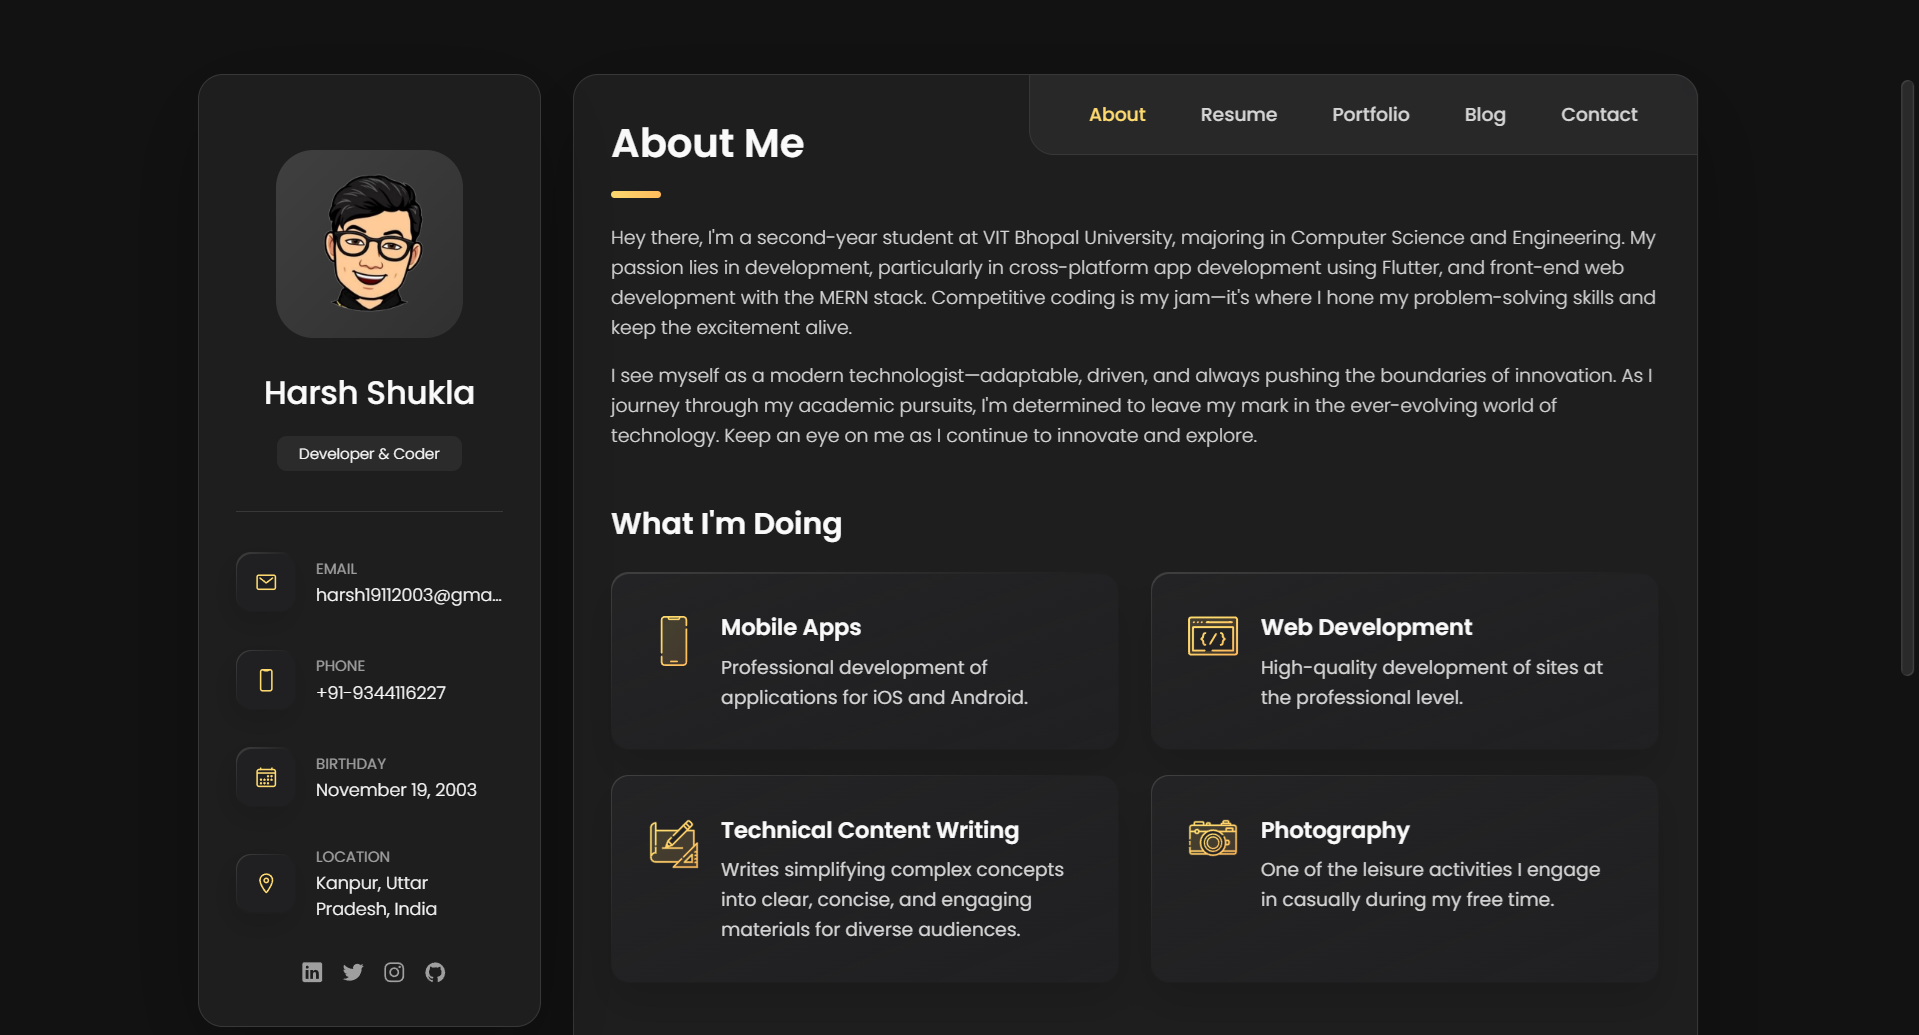 Harsh Shukla
Developer & Coder
EMAIL
harsh19112003@gma...
PHONE
+91-9344116227
BIRTHDAY
November 19, 2003
LOCATION
Kanpur, Uttar
Pradesh, India
About Resume Portfolio Blog Contact
About Me
Hey there, I'm a second-year student at VIT Bhopal University, majoring in Computer Science and Engineering. My
passion lies in development, particularly in cross-platform app development using Flutter, and front-end web
development with the MERN stack. Competitive coding is my jam—it's where I hone my problem-solving skills and
keep the excitement alive.
I see myself as a modern technologist—adaptable, driven, and always pushing the boundaries of innovation. As I
journey through my academic pursuits, I'm determined to leave my mark in the ever-evolving world of
technology. Keep an eye on me as I continue to innovate and explore.
What I'm Doing
Mobile Apps
Professional development of
applications for iOS and Android.
Web Development
High-quality development of sites at
the professional level.
Technical Content Writing
Writes simplifying complex concepts
into clear, concise, and engaging
materials for diverse audiences.
Photography
One of the leisure activities I engage
in casually during my free time.